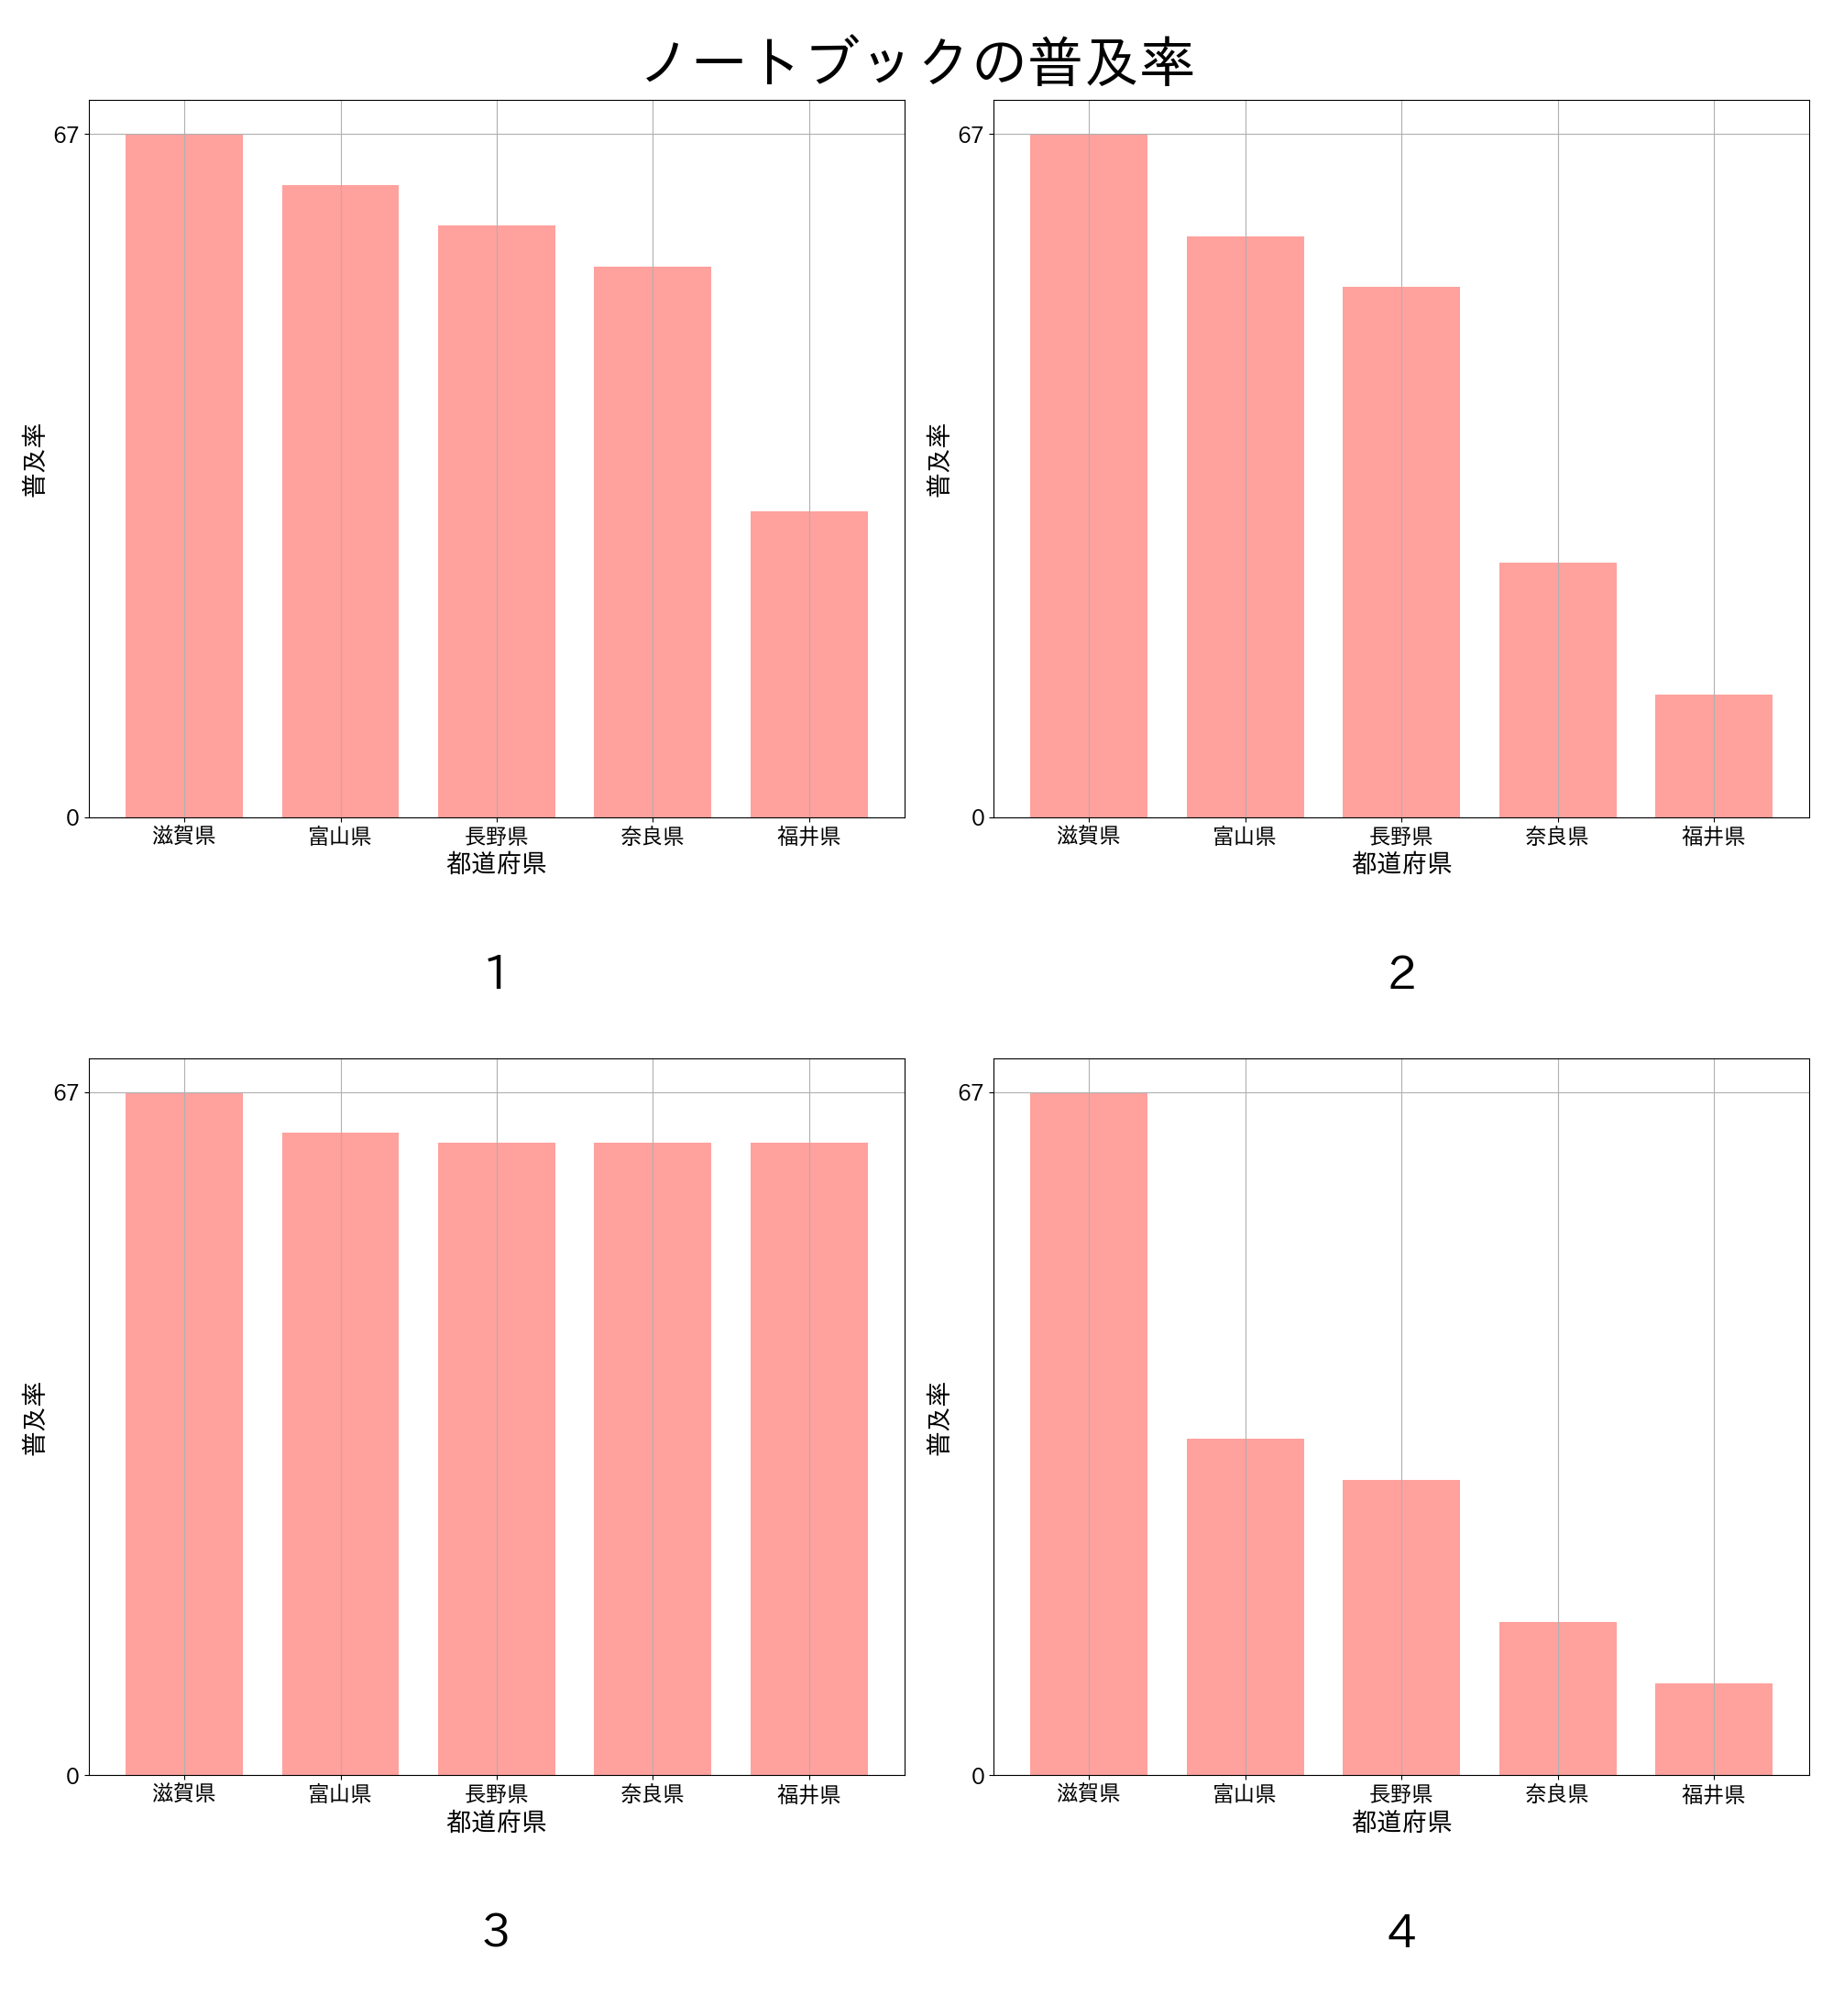 ノートブックの普及率
67
0
普及率
滋賀県 富山県 長野県 奈良県 福井県
都道府県
1
67
0
普及率
滋賀県 富山県 長野県 奈良県 福井県
都道府県
2
67
0
普及率
滋賀県 富山県 長野県 奈良県 福井県
都道府県
3
67
0
普及率
滋賀県 富山県 長野県 奈良県 福井県
都道府県
4